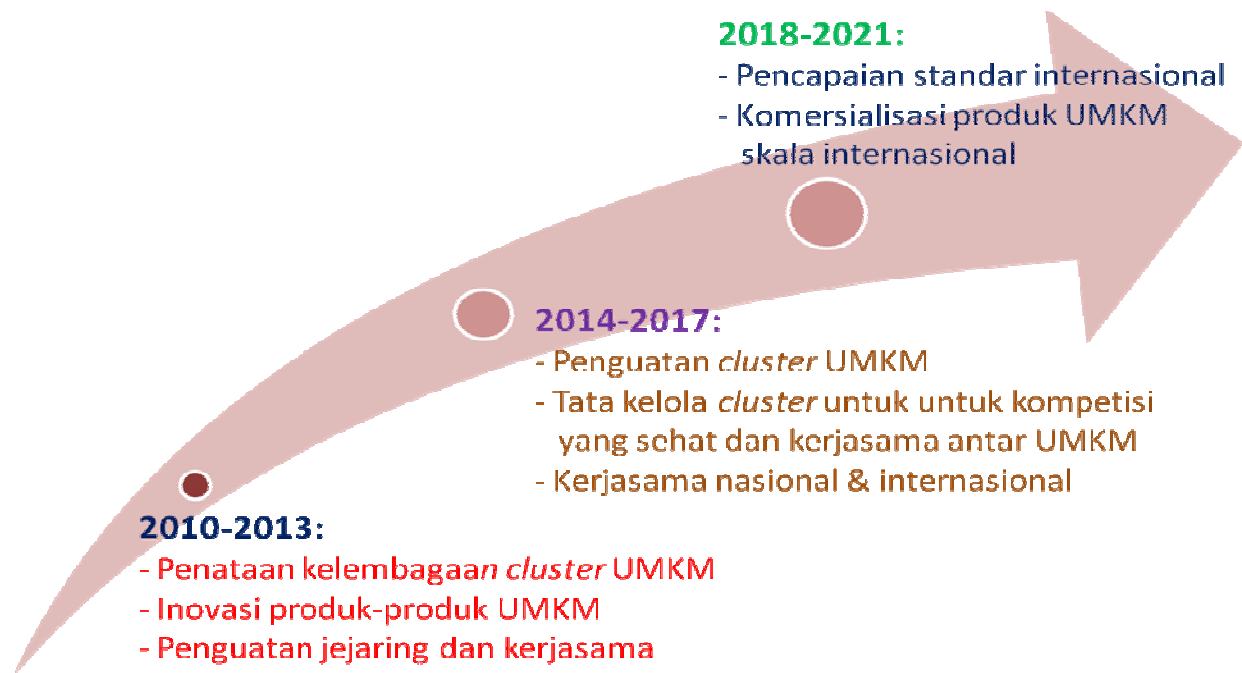 2018-2021:
- Pencapaian standar internasional
- Komersialisasi produk UMKM
skala internasional
2014-2017:
- Penguatan cluster UMKM
- Tata kelola cluster untuk untuk kompetisi
yang sehat dan kerjasama antar UMKM
- Kerjasama nasional & internasional
2010-2013:
- Penataan kelembagaan cluster UMKM
- Inovasi produk-produk UMKM
- Penguatan jejaring dan kerjasama